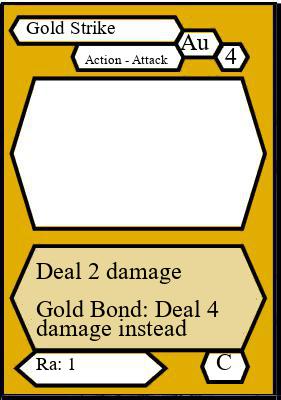 Gold Strike
Au
Action - Attack
4
Deal 2 damage
Gold Bond: Deal 4
damage instead
Ra: 1
C